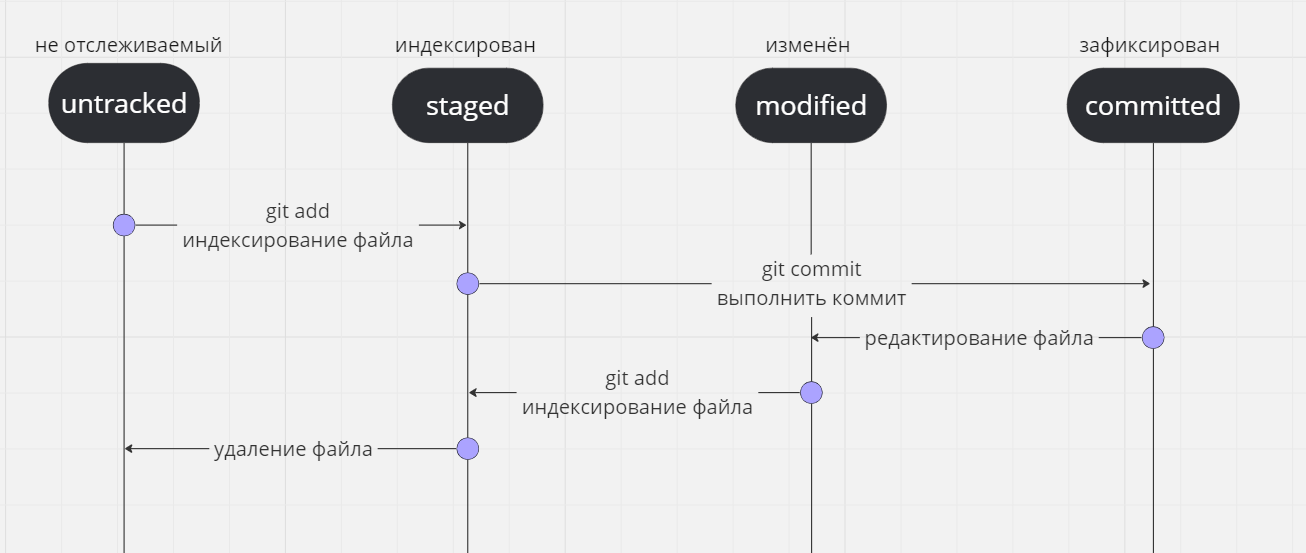 не отслеживаемый
индексирован
изменён
зафиксирован
untracked
staged
modified
committed
git add
индексирование файла
git commit
выполнить коммит
редактирование файла
git add
индексирование файла
удаление файла